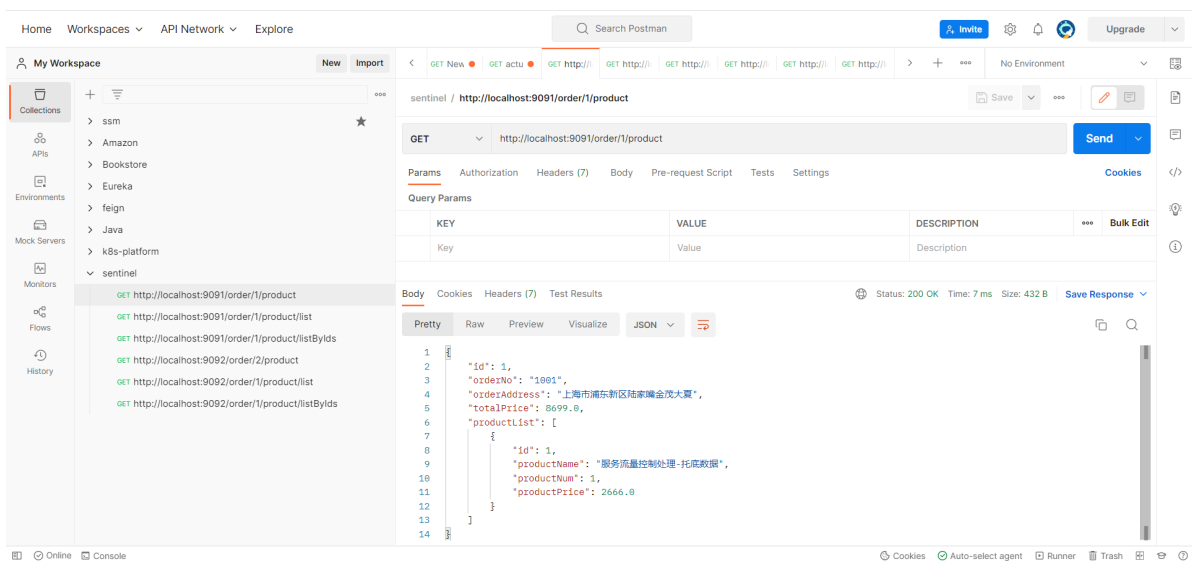 Home Workspaces API Network Explore Search Postman Invite Upgrade
My Workspace New Import GET New GET actu GET http:// GET http:// GET http:// GET http:// GET http:// GET http:// No Environment
sentinel / http://localhost:9091/order/1/product Save
Collections
APIs
Environments
Mock Servers
Monitors
Flows
History
ssm
Amazon
Bookstore
Eureka
feign
Java
k8s-platform
sentinel
GET http://localhost:9091/order/1/product
GET http://localhost:9091/order/1/product/list
GET http://localhost:9091/order/1/product/listByIds
GET http://localhost:9092/order/2/product
GET http://localhost:9092/order/1/product/list
GET http://localhost:9092/order/1/product/listByIds
GET http://localhost:9091/order/1/product Send
Params Authorization Headers (7) Body Pre-request Script Tests Settings Cookies
Query Params
KEY VALUE DESCRIPTION Bulk Edit
Key Value Description
Body Cookies Headers (7) Test Results Status: 200 OK Time: 7 ms Size: 432 B Save Response
Pretty Raw Preview Visualize JSON
1 {
2 "id": 1,
3 "orderNo": "1001",
4 "orderAddress": "上海市浦东新区陆家嘴金茂大厦",
5 "totalPrice": 8699.0,
6 "productList": [
7 {
8 "id": 1,
9 "productName": "服务流量控制处理-托底数据",
10 "productNum": 1,
11 "productPrice": 2666.0
12 }
13 ]
14 }
Online Console Cookies Auto-select agent Runner Trash